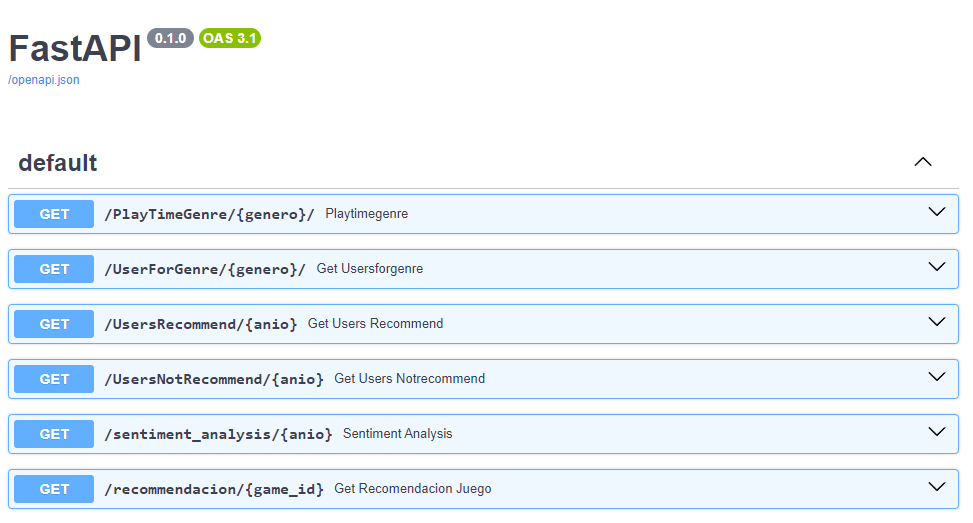 FastAPI 0.1.0 OAS 3.1
/openapi.json
default
GET /PlayTimeGenre/{genero}/ Playtimegenre
GET /UserForGenre/{genero}/ Get Usersforgenre
GET /UsersRecommend/{anio} Get Users Recommend
GET /UsersNotRecommend/{anio} Get Users Notrecommend
GET /sentiment_analysis/{anio} Sentiment Analysis
GET /recommendacion/{game_id} Get Recomendacion Juego